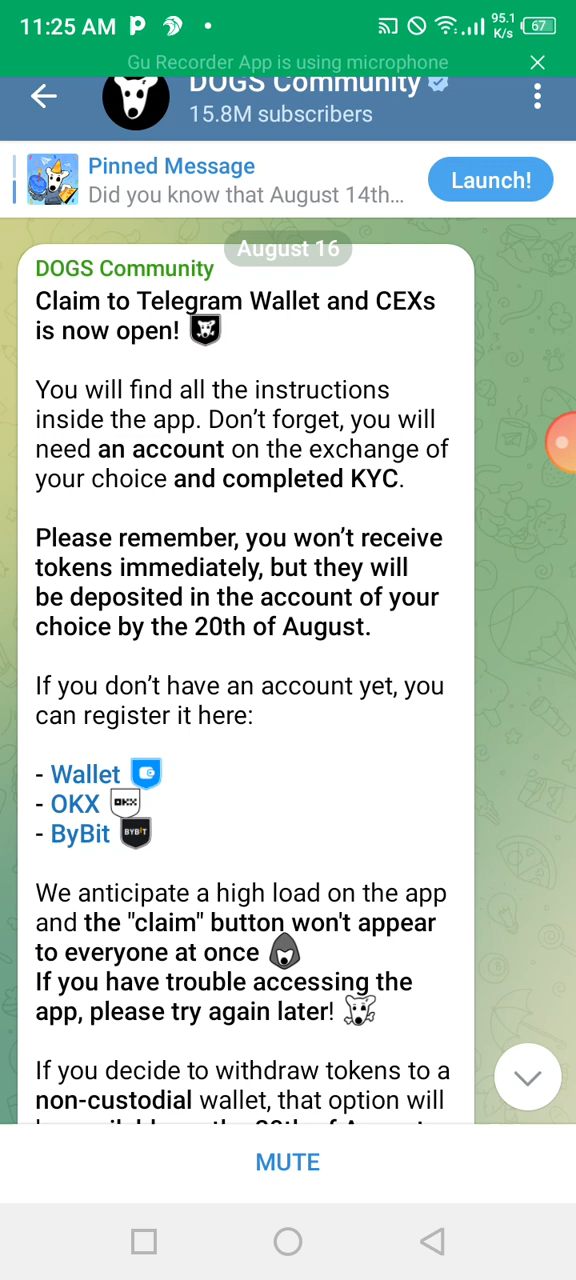 11:25 AM
95.1
K/s
67
Gu Recorder App is using microphone
DOGS Community
15.8M subscribers
Pinned Message
Did you know that August 14th...
Launch!
August 16
DOGS Community
Claim to Telegram Wallet and CEXs
is now open!
You will find all the instructions
inside the app. Don’t forget, you will
need an account on the exchange of
your choice and completed KYC.
Please remember, you won’t receive
tokens immediately, but they will
be deposited in the account of your
choice by the 20th of August.
If you don’t have an account yet, you
can register it here:
- Wallet
- OKX OKX
- ByBit BYBIT
We anticipate a high load on the app
and the "claim" button won't appear
to everyone at once
If you have trouble accessing the
app, please try again later!
If you decide to withdraw tokens to a
non-custodial wallet, that option will
MUTE